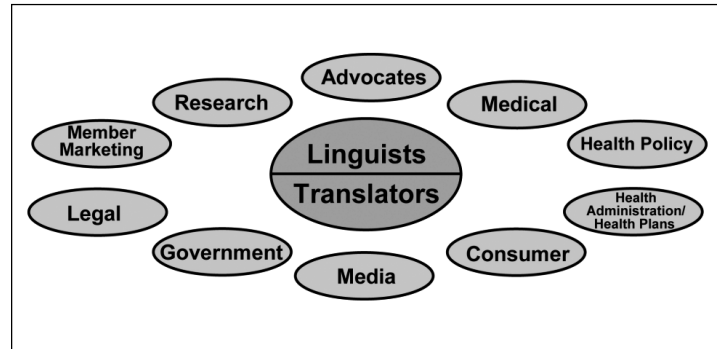 Advocates
Research
Medical
Member
Marketing
Linguists
Translators
Health Policy
Legal
Health
Administration/
Health Plans
Government
Consumer
Media